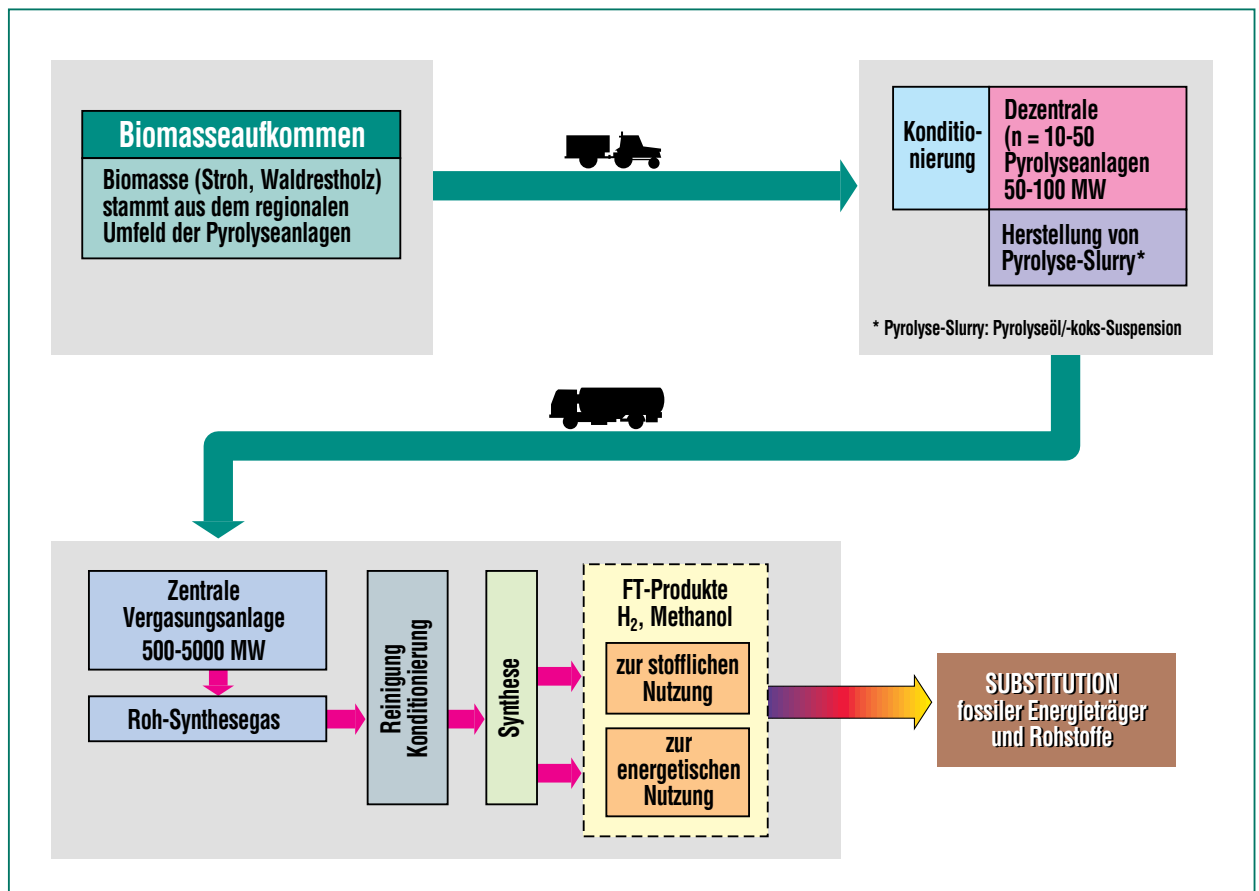 Biomasseaufkommen
Biomasse (Stroh, Waldrestholz)
stammt aus dem regionalen
Umfeld der Pyrolyseanlagen
Konditio-
nierung
Dezentrale
(n = 10-50
Pyrolyseanlagen
50-100 MW
Herstellung von
Pyrolyse-Slurry*
* Pyrolyse-Slurry: Pyrolyseöl/-koks-Suspension
Zentrale
Vergasungsanlage
500-5000 MW
Roh-Synthesegas
Reinigung
Konditionierung
Synthese
FT-Produkte
H₂, Methanol
zur stofflichen
Nutzung
zur
energetischen
Nutzung
SUBSTITUTION
fossiler Energieträger
und Rohstoffe